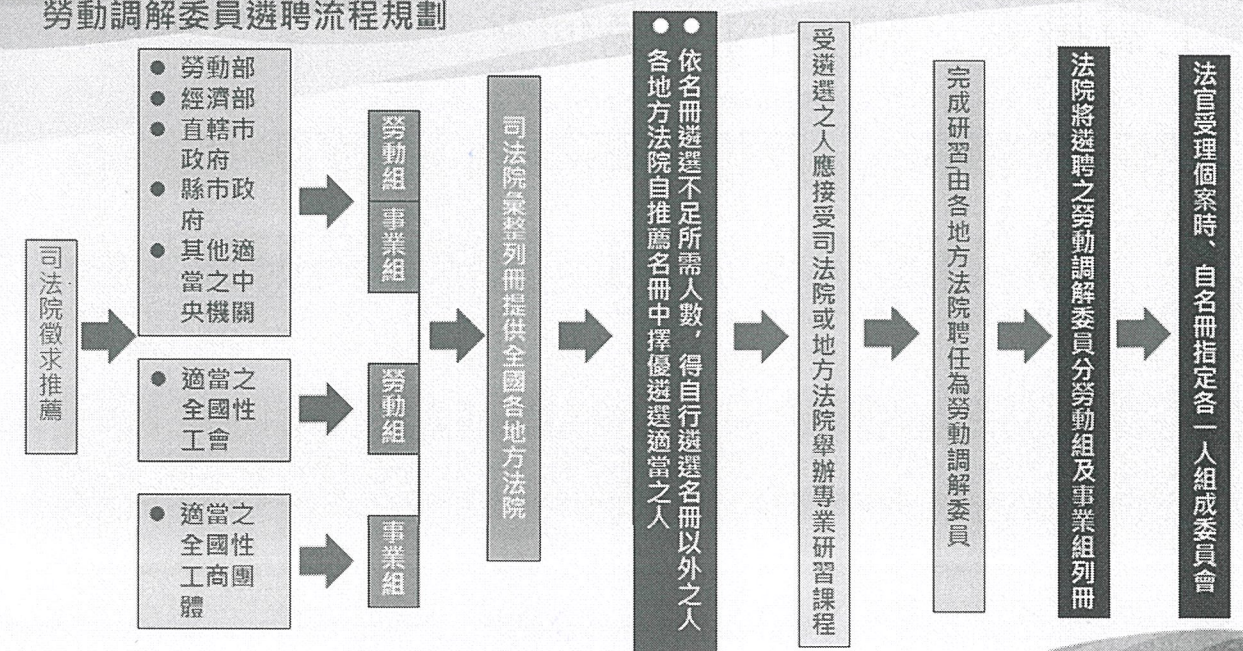 勞動調解委員遴聘流程規劃
司法院徵求推薦
● 勞動部
● 經濟部
● 直轄市
政府
● 縣市政
府
● 其他適
當之中
央機關
● 適當之
全國性
工會
● 適當之
全國性
工商團
體
勞動組
事業組
勞動組
事業組
司法院彙整列冊提供全國各地方法院
● 各地方法院自推薦名冊中擇優遴選適當之人
● 依名冊遴選不足所需人數，得自行遴選名冊以外之人
受遴選之人應接受司法院或地方法院舉辦專業研習課程
完成研習由各地方法院聘任為勞動調解委員
法院將遴聘之勞動調解委員分勞動組及事業組列冊
法官受理個案時、自名冊指定各一人組成委員會